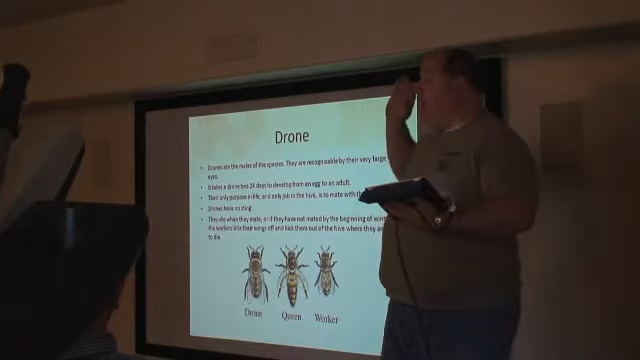 Drone
• Drones are the males of the species. They are recognizable by their very large
eyes.
• It takes a drone bee 24 days to develop from an egg to an adult.
• Their only purpose in life, and only job in the hive, is to mate with
• Drones have no sting
• They die when they mate, or if they have not mated by the beginning of
the workers bite their wings off and kick them out of the hive where they
to die.
Drone Queen Worker